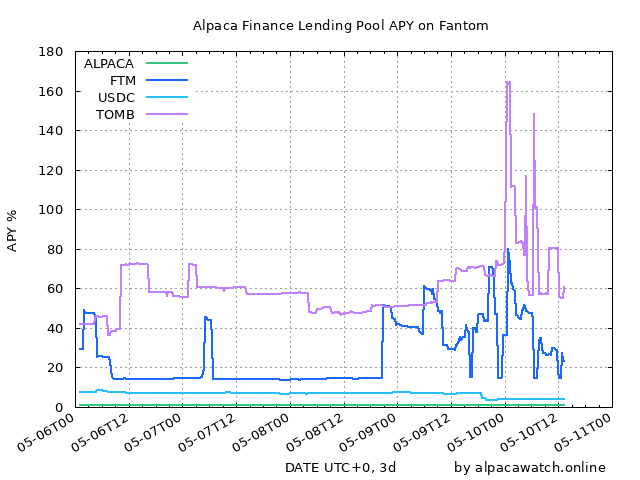 Alpaca Finance Lending Pool APY on Fantom
180
160
140
120
100
80
60
40
20
0
APY %
ALPACA
FTM
USDC
TOMB
05-06T00
05-06T12
05-07T00
05-07T12
05-08T00
05-08T12
05-09T00
05-09T12
05-10T00
05-10T12
05-11T00
DATE UTC+0, 3d
by alpacawatch.online